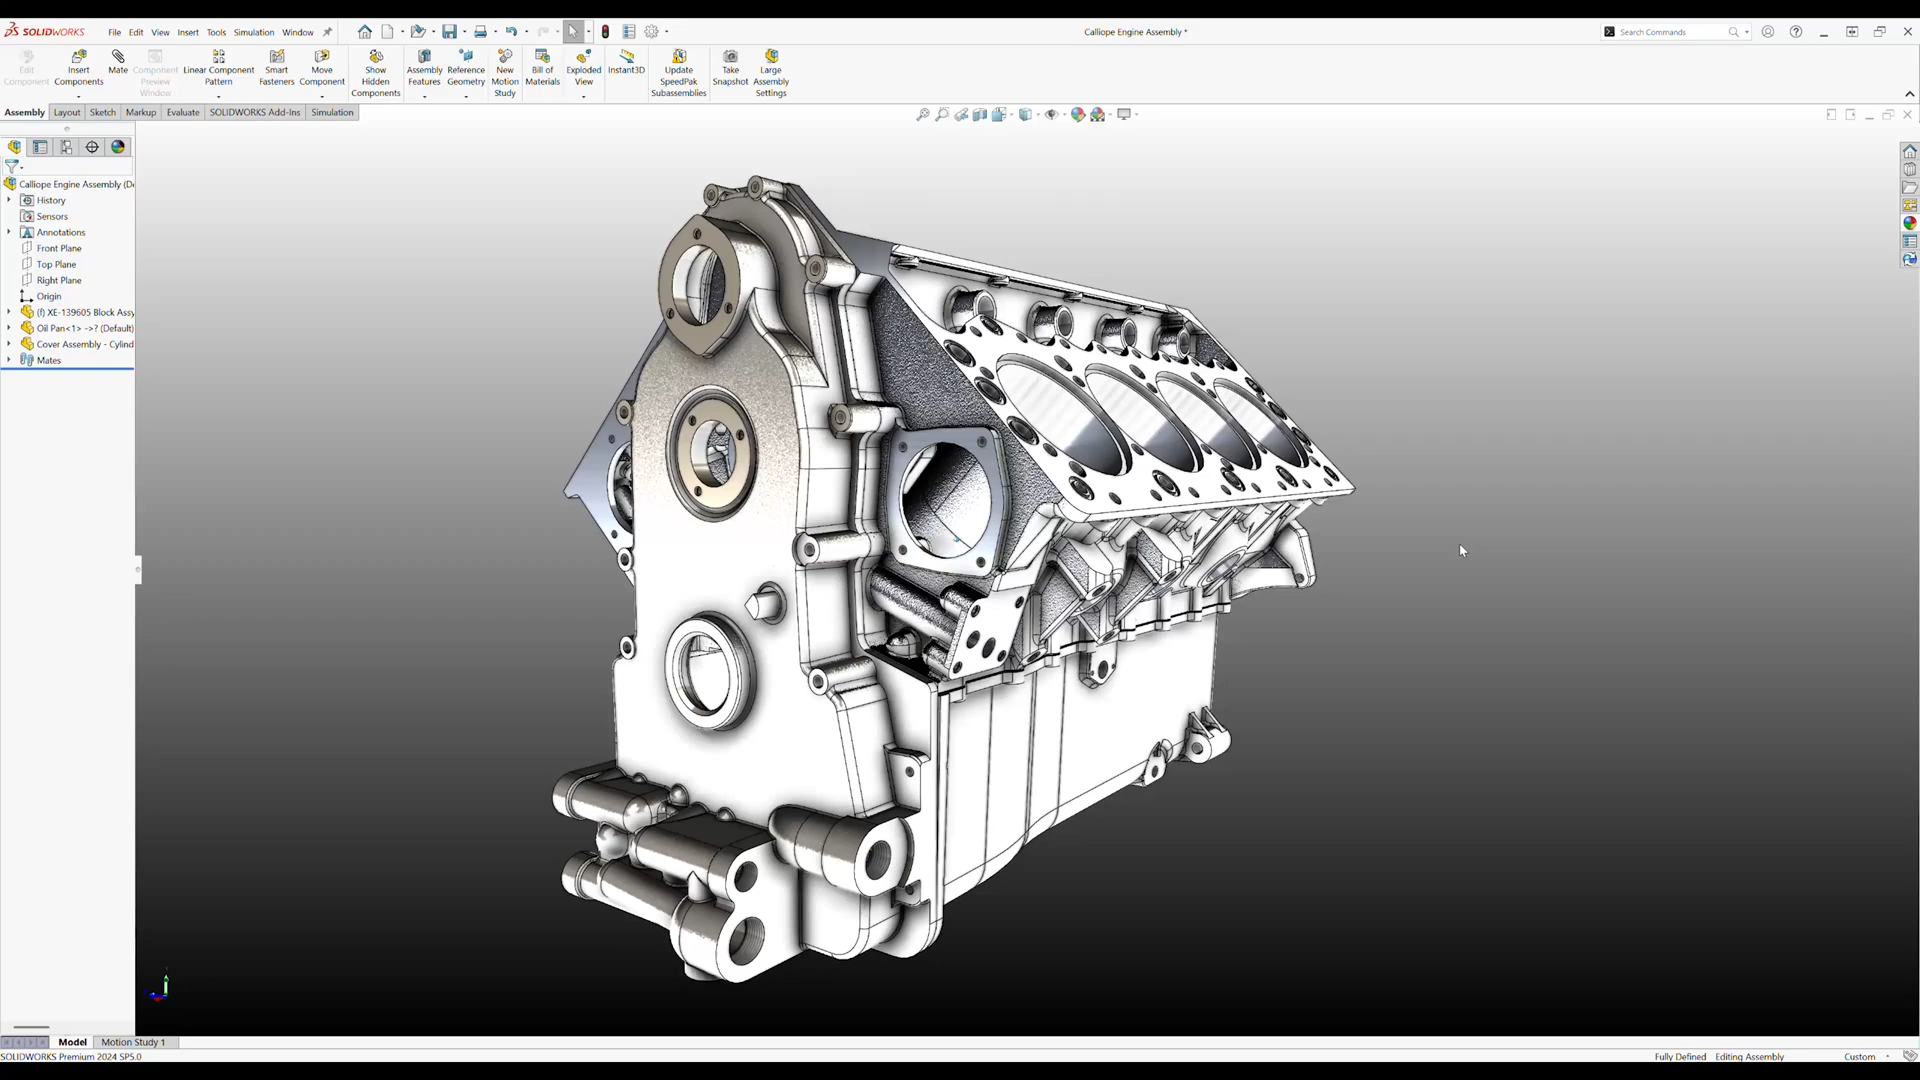 SOLIDWORKS File Edit View Insert Tools Simulation Window
Calliope Engine Assembly *
Search Commands
Edit Component
Insert Components
Mate
Component Preview Window
Linear Component Pattern
Smart Fasteners
Move Component
Show Hidden Components
Assembly Features
Reference Geometry
New Motion Study
Bill of Materials
Exploded View
Instant3D
Update SpeedPak Subassemblies
Take Snapshot
Large Assembly Settings
Assembly Layout Sketch Markup Evaluate SOLIDWORKS Add-Ins Simulation
Calliope Engine Assembly (De
History
Sensors
Annotations
Front Plane
Top Plane
Right Plane
Origin
(f) XE-139605 Block Assy
Oil Pan<1> ->? (Default)
Cover Assembly - Cylind
Mates
Model Motion Study 1
SOLIDWORKS Premium 2024 SP5.0
Fully Defined Editing Assembly Custom